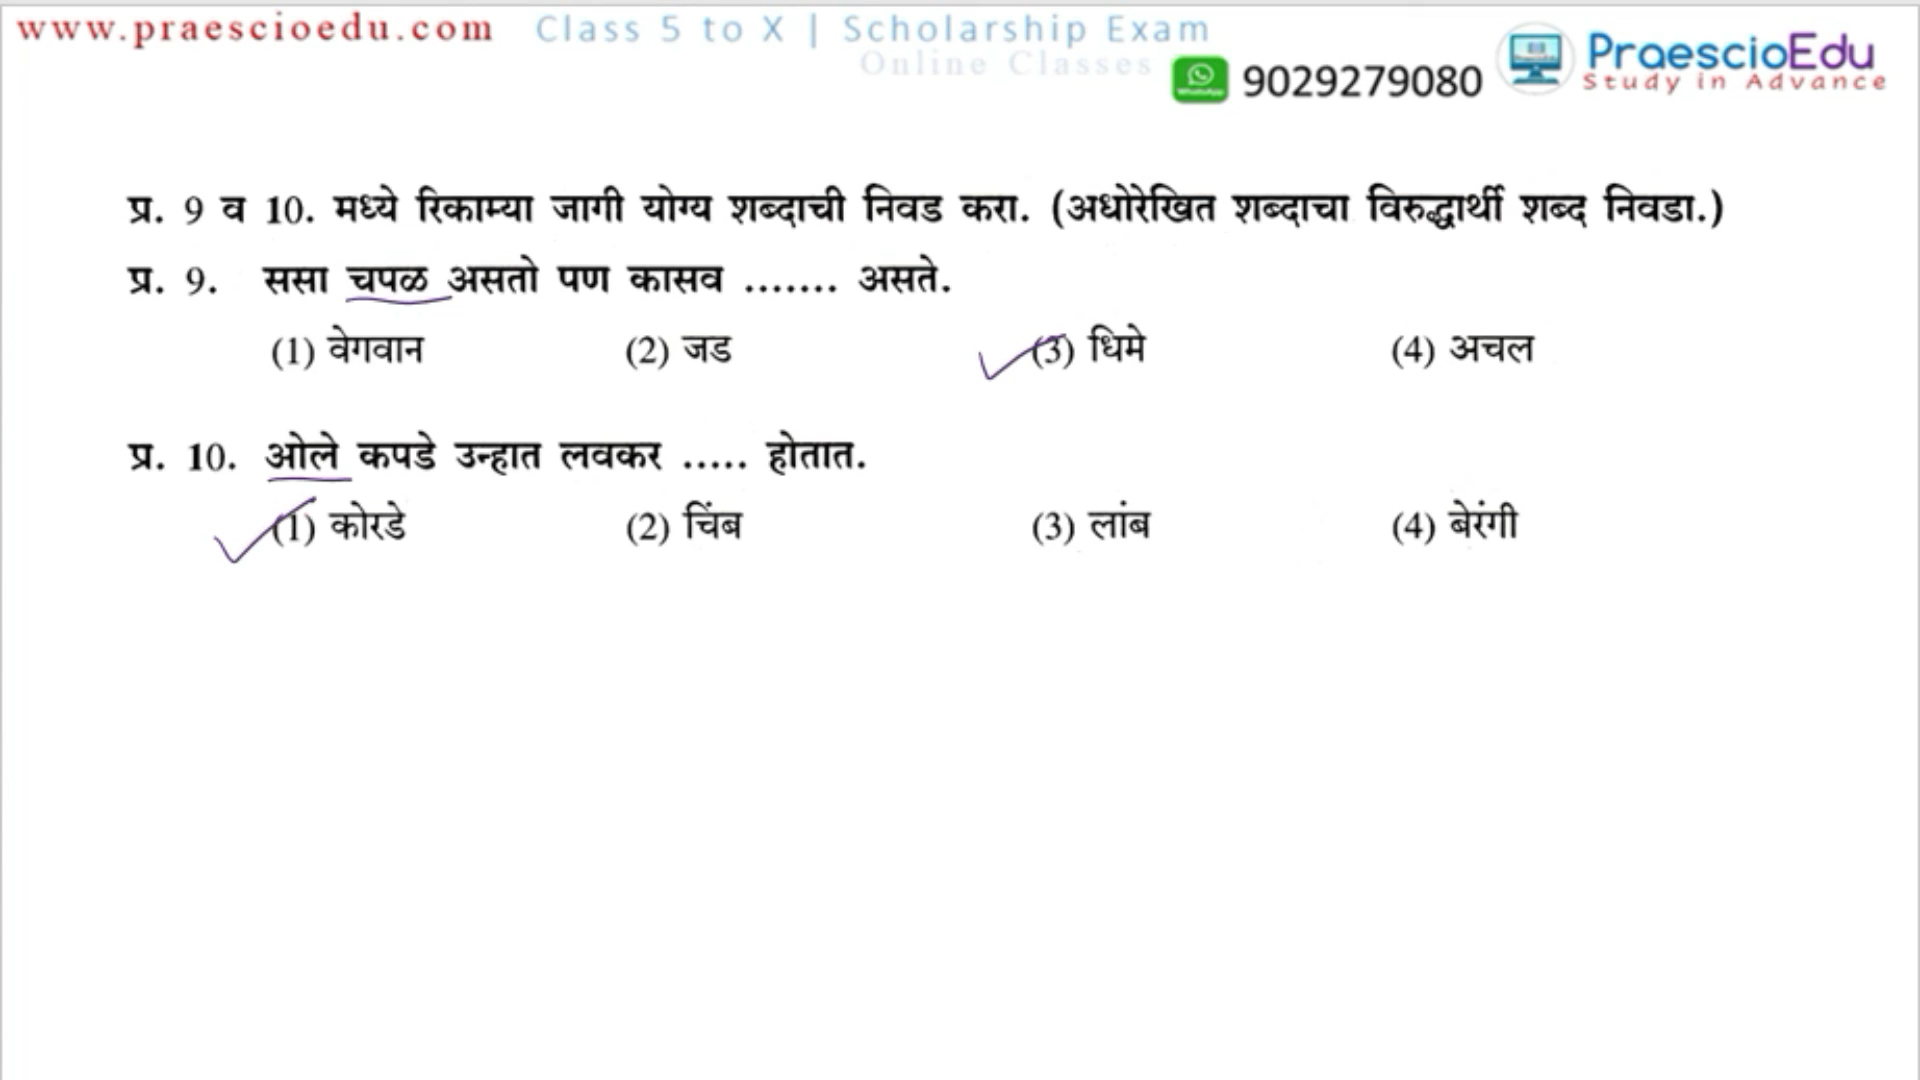 www.praescioedu.com Class 5 to X | Scholarship Exam
Online Classes
WhatsApp 9029279080 PraescioEdu
Study in Advance
प्र. 9 व 10. मध्ये रिकाम्या जागी योग्य शब्दाची निवड करा. (अधोरेखित शब्दाचा विरुद्धार्थी शब्द निवडा.)
प्र. 9. ससा चपळ असतो पण कासव ....... असते.
(1) वेगवान (2) जड (3) धिमे (4) अचल
प्र. 10. ओले कपडे उन्हात लवकर ..... होतात.
(1) कोरडे (2) चिंब (3) लांब (4) बेरंगी